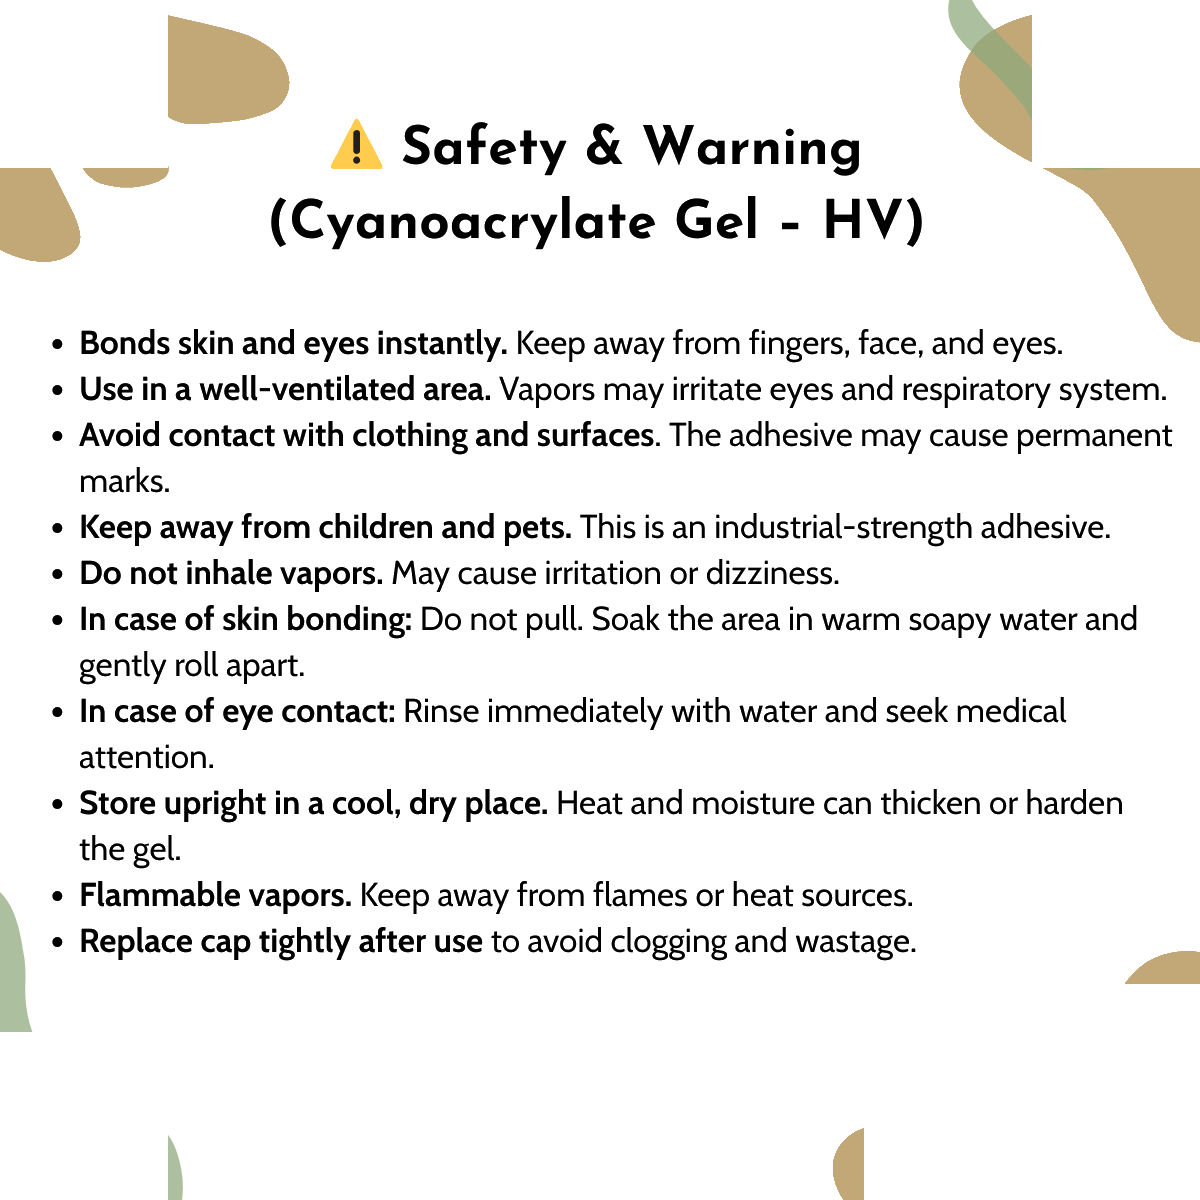 ⚠️ Safety & Warning
(Cyanoacrylate Gel – HV)
• Bonds skin and eyes instantly. Keep away from fingers, face, and eyes.
• Use in a well-ventilated area. Vapors may irritate eyes and respiratory system.
• Avoid contact with clothing and surfaces. The adhesive may cause permanent
marks.
• Keep away from children and pets. This is an industrial-strength adhesive.
• Do not inhale vapors. May cause irritation or dizziness.
• In case of skin bonding: Do not pull. Soak the area in warm soapy water and
gently roll apart.
• In case of eye contact: Rinse immediately with water and seek medical
attention.
• Store upright in a cool, dry place. Heat and moisture can thicken or harden
the gel.
• Flammable vapors. Keep away from flames or heat sources.
• Replace cap tightly after use to avoid clogging and wastage.